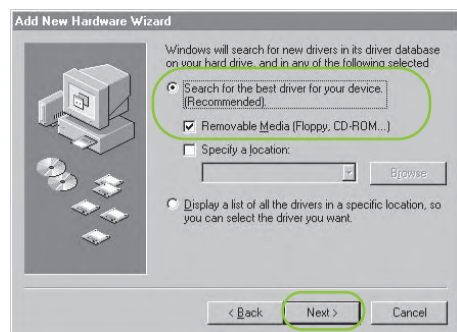 Add New Hardware Wizard
Windows will search for new drivers in its driver database
on your hard drive, and in any of the following selected
Search for the best driver for your device.
(Recommended).
Removable Media (Floppy, CD-ROM...)
Specify a location:
Browse
Display a list of all the drivers in a specific location, so
you can select the driver you want.
< Back
Next >
Cancel